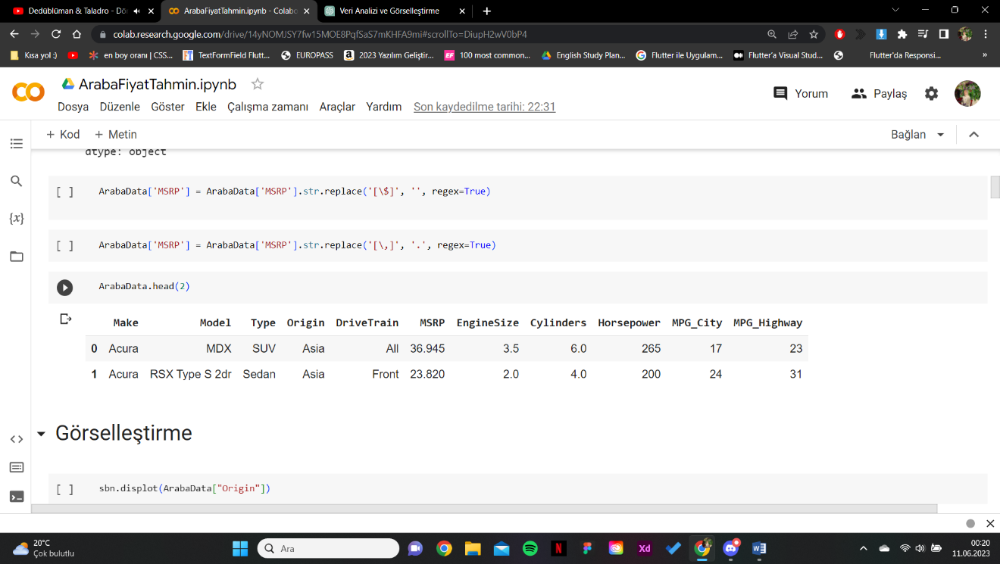 Dedüblüman & Taladro - Dö
ArabaFiyatTahmin.ipynb - Colabo
Veri Analizi ve Görselleştirme
colab.research.google.com/drive/14yNOMJSY7fw15MOE8PqfSaS7mKHFA9mi#scrollTo=DiupH2wV0bP4
Kısa yol :)
en boy oranı | CSS...
TextFormField Flutt...
EUROPASS
2023 Yazılım Geliştir...
EF
100 most common...
English Study Plan...
Flutter ile Uygulam...
Flutter'a Visual Stud...
Flutter'da Responsi...
»
ArabaFiyatTahmin.ipynb
Yorum
Paylaş
Dosya Düzenle Göster Ekle Çalışma zamanı Araçlar Yardım Son kaydedilme tarihi: 22:31
+ Kod + Metin
Bağlan
dtype: object
[ ] ArabaData['MSRP'] = ArabaData['MSRP'].str.replace('[\$]', '', regex=True)
[ ] ArabaData['MSRP'] = ArabaData['MSRP'].str.replace('[\,]', '.', regex=True)
ArabaData.head(2)
Make Model Type Origin DriveTrain MSRP EngineSize Cylinders Horsepower MPG_City MPG_Highway
0 Acura MDX SUV Asia All 36.945 3.5 6.0 265 17 23
1 Acura RSX Type S 2dr Sedan Asia Front 23.820 2.0 4.0 200 24 31
Görselleştirme
[ ] sbn.displot(ArabaData["Origin"])
20°C
Çok bulutlu
Ara
N
Xd
00:20
11.06.2023